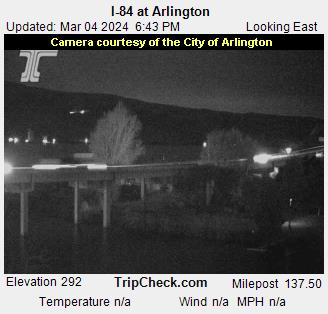 I-84 at Arlington
Updated: Mar 04 2024 6:43 PM Looking East
Camera courtesy of the City of Arlington
Elevation 292 TripCheck.com Milepost 137.50
Temperature n/a Wind n/a MPH n/a